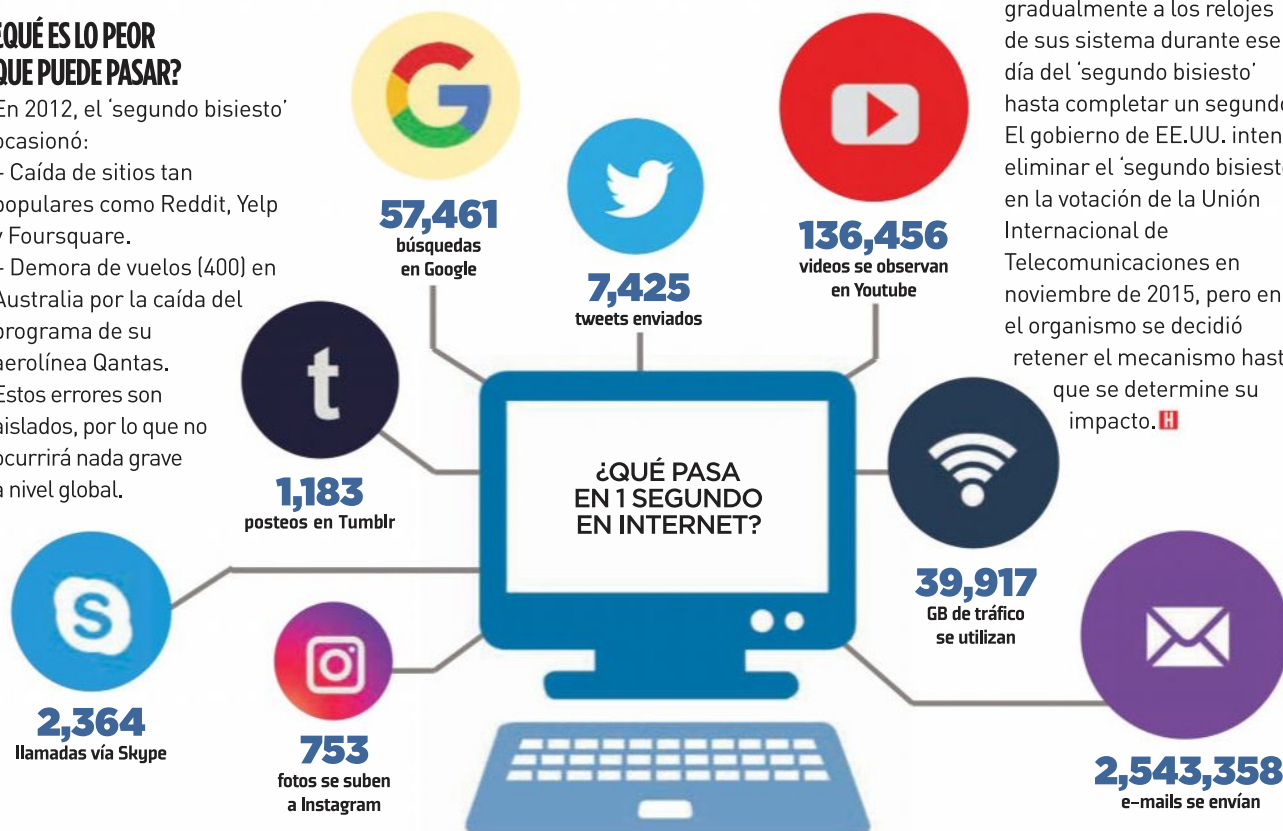 ¿QUÉ ES LO PEOR
QUE PUEDE PASAR?
En 2012, el ‘segundo bisiesto’
ocasionó:
- Caída de sitios tan
populares como Reddit, Yelp
y Foursquare.
- Demora de vuelos (400) en
Australia por la caída del
programa de su
aerolínea Qantas.
Estos errores son
aislados, por lo que no
ocurrirá nada grave
a nivel global.
57,461
búsquedas
en Google
7,425
tweets enviados
136,456
videos se observan
en Youtube
gradualmente a los relojes
de sus sistema durante ese
día del ‘segundo bisiesto’
hasta completar un segundo
El gobierno de EE.UU.
eliminar el ‘segundo bisiesto
en la votación de la Unión
Internacional de
Telecomunicaciones en
noviembre de 2015, pero en
el organismo se decidió
retener el mecanismo hast
que se determine su
impacto. H
t
1,183
posteos en Tumblr
¿QUÉ PASA
EN 1 SEGUNDO
EN INTERNET?
39,917
GB de tráfico
se utilizan
S
2,364
llamadas vía Skype
753
fotos se suben
a Instagram
2,543,358
e-mails se envían